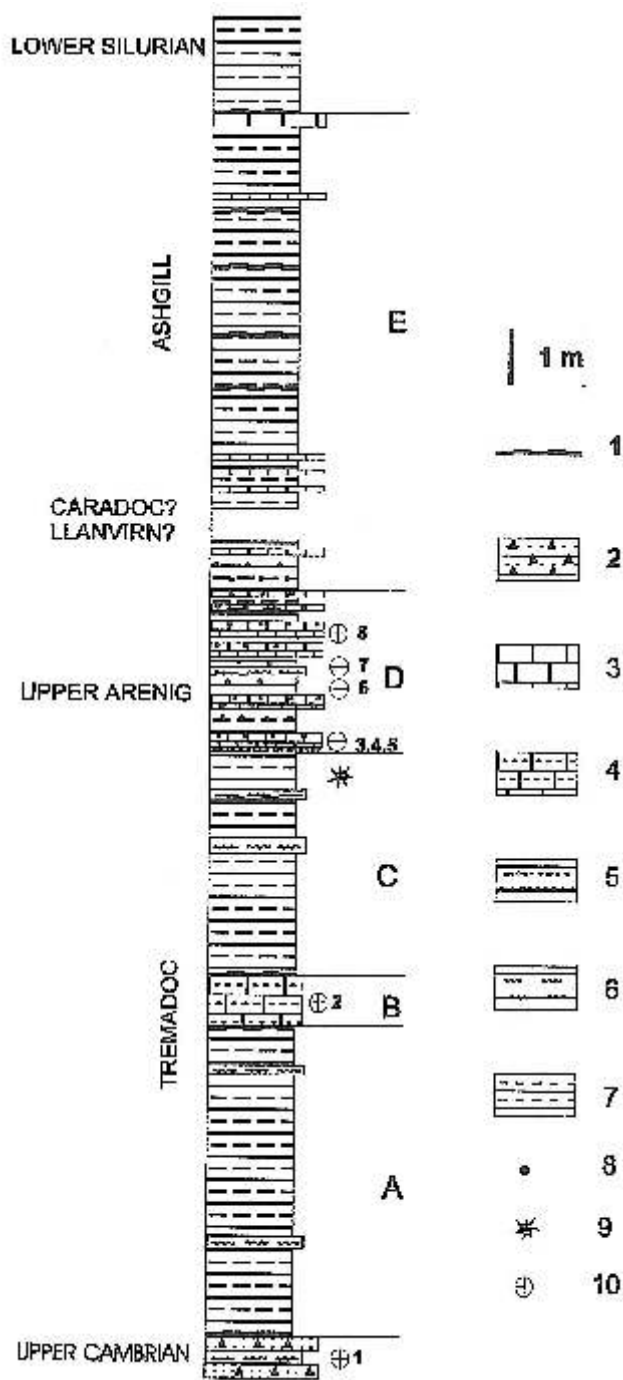 LOWER SILURIAN
ASHGILL
E
CARADOC?
LLANVIRN?
8
7
6
D
UPPER ARENIG
3,4,5
C
TREMADOC
B
2
A
UPPER CAMBRIAN
1
1 m
1
2
3
4
5
6
7
8
9
10